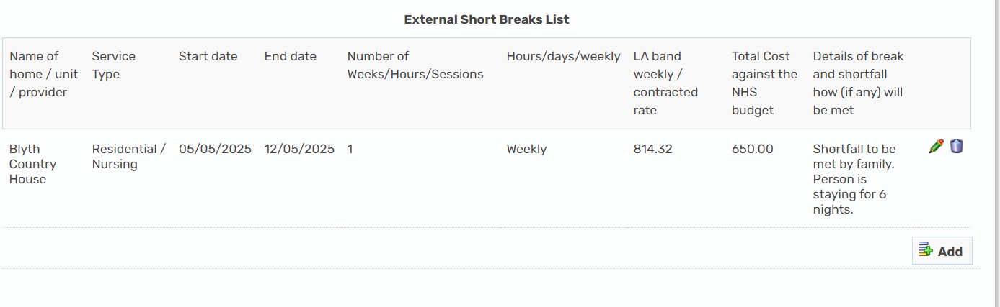 External Short Breaks List
Name of home / unit / provider
Service Type
Start date
End date
Number of Weeks/Hours/Sessions
Hours/days/weekly
LA band weekly / contracted rate
Total Cost against the NHS budget
Details of break and shortfall how (if any) will be met
Blyth Country House
Residential / Nursing
05/05/2025
12/05/2025
1
Weekly
814.32
650.00
Shortfall to be met by family. Person is staying for 6 nights.
Add